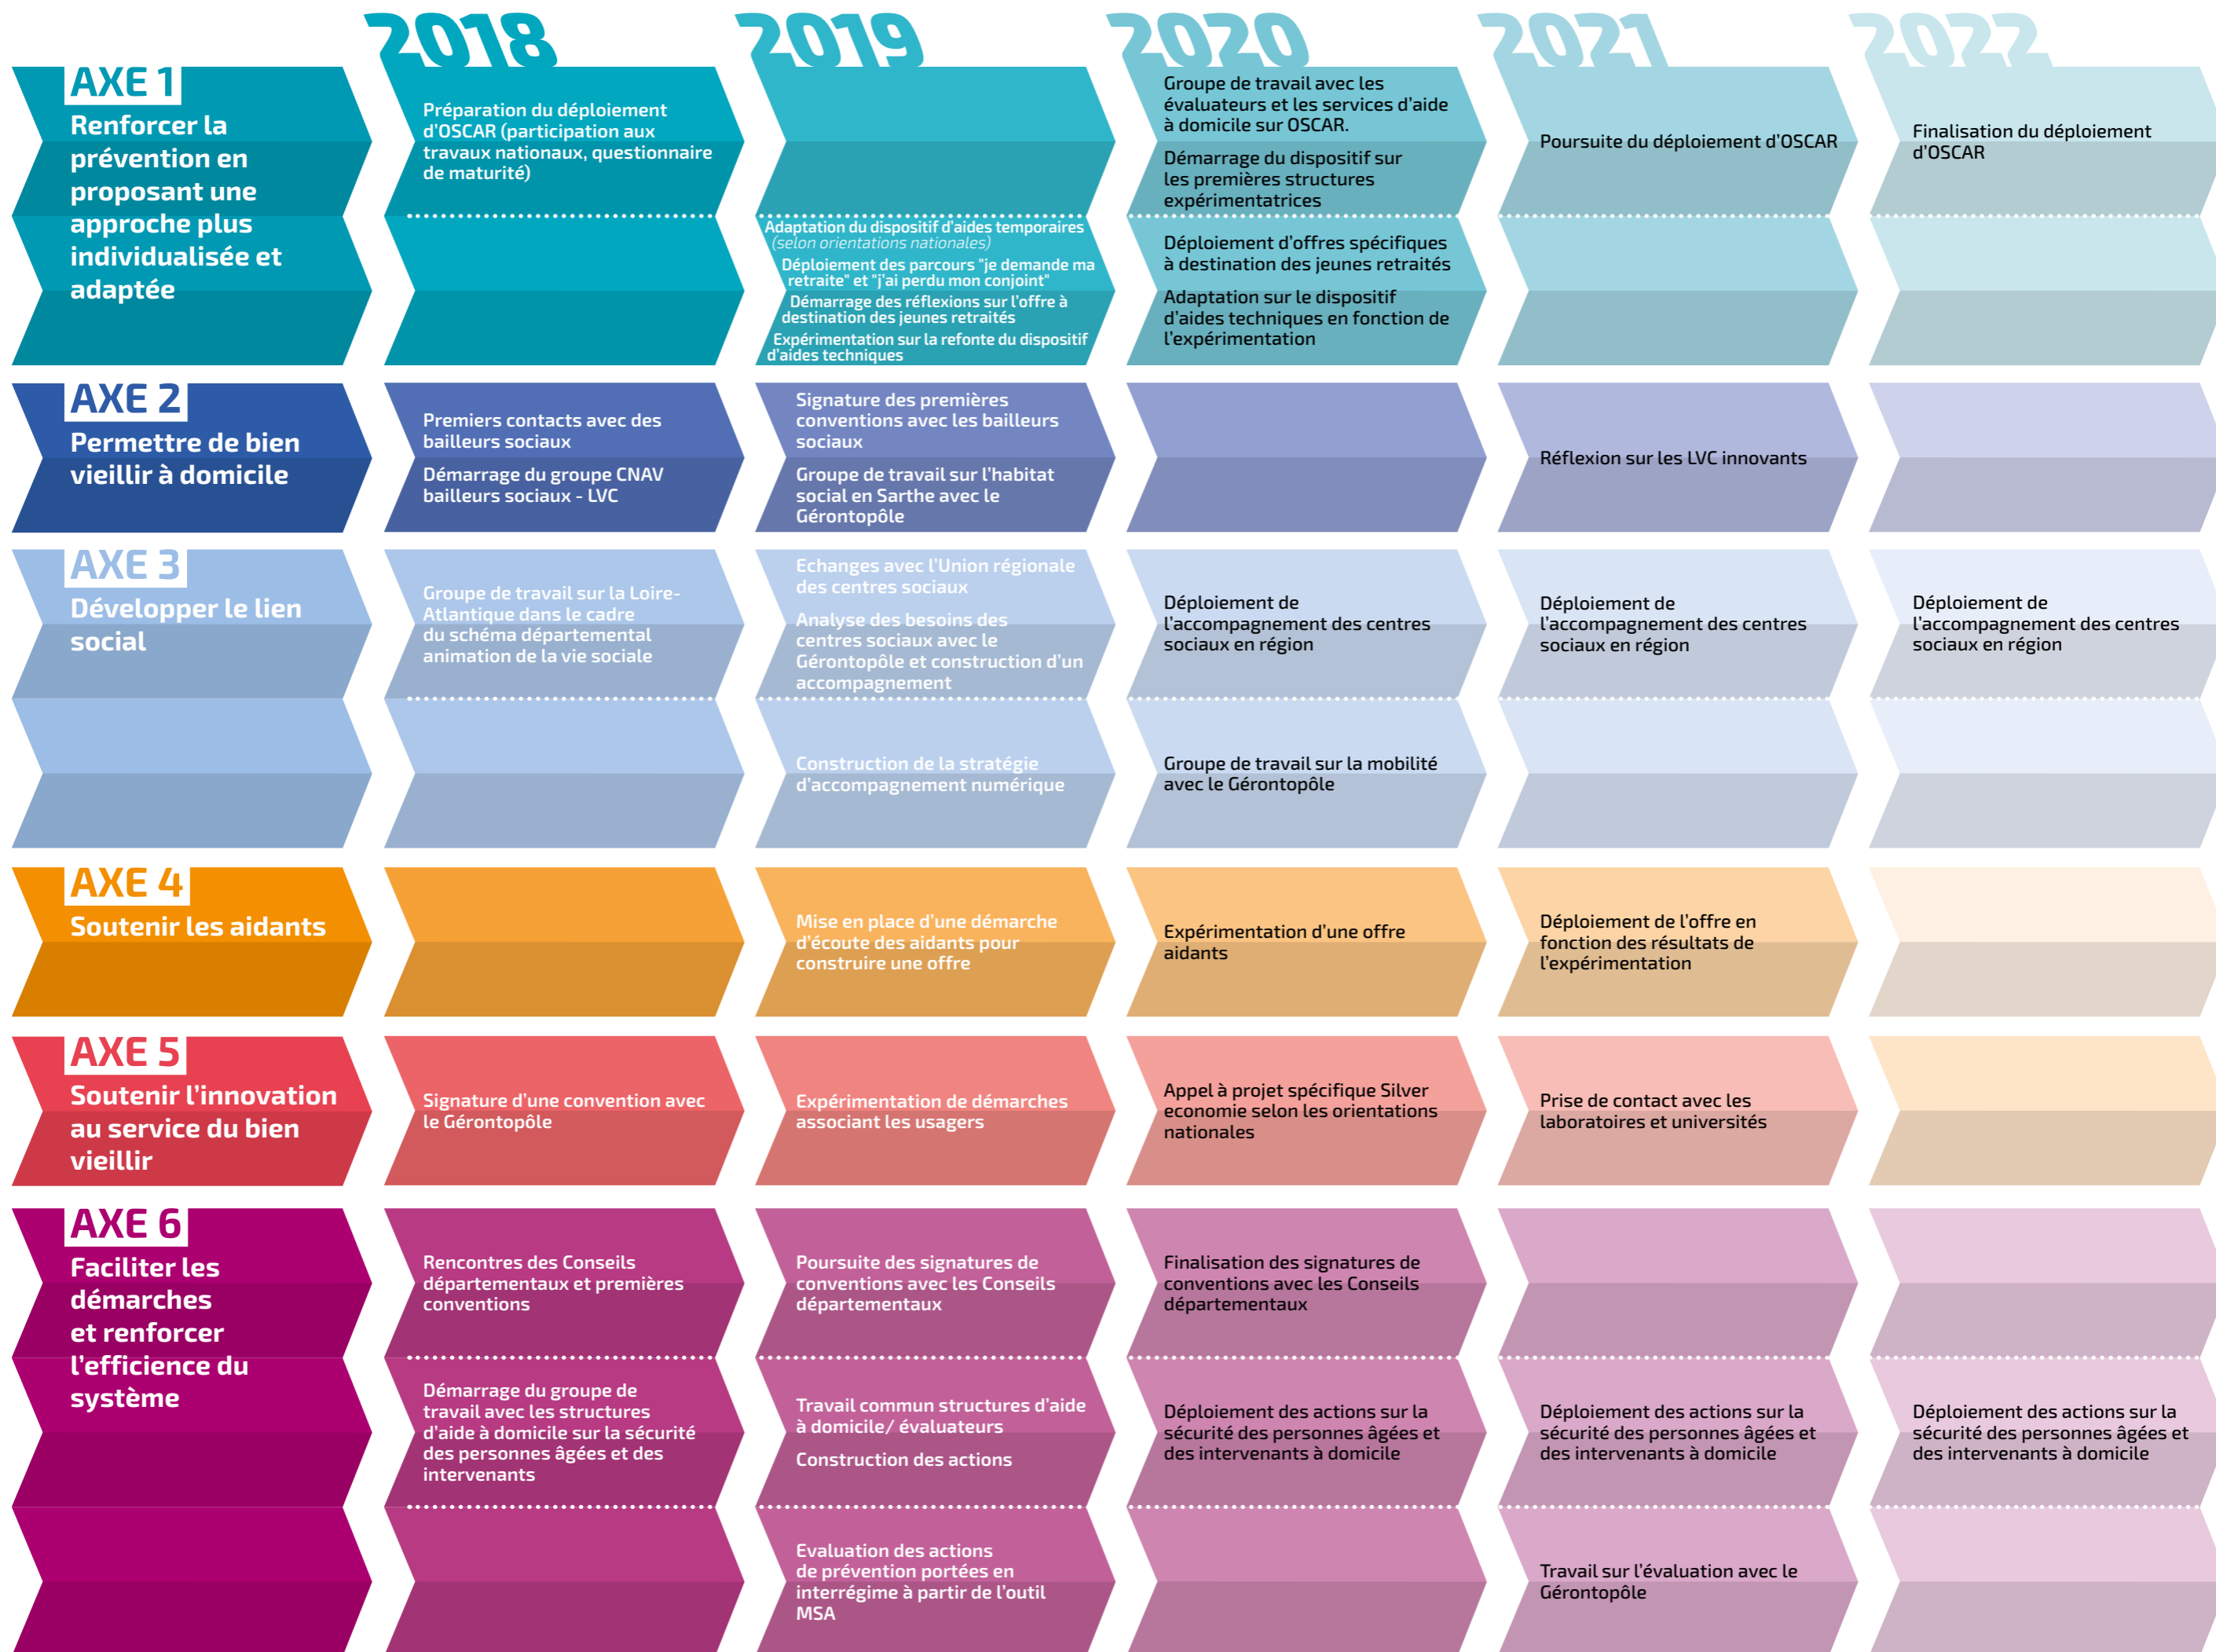 2018
2019
2020
2021
2022
AXE 1
Renforcer la
prévention en
proposant une
approche plus
individualisée et
adaptée
Préparation du déploiement
d'OSCAR (participation aux
travaux nationaux, questionnaire
de maturité)
Groupe de travail avec les
évaluateurs et les services d'aide
à domicile sur OSCAR.
Démarrage du dispositif sur
les premières structures
expérimentatrices
Poursuite du déploiement d'OSCAR
Finalisation du déploiement
d'OSCAR
Adaptation du dispositif d'aides temporaires
(selon orientations nationales)
Déploiement des parcours "je demande ma
retraite" et "j'ai perdu mon conjoint"
Démarrage des réflexions sur l'offre à
destination des jeunes retraités
Expérimentation sur la refonte du dispositif
d'aides techniques
Déploiement d'offres spécifiques
à destination des jeunes retraités
Adaptation sur le dispositif
d'aides techniques en fonction de
l'expérimentation
AXE 2
Permettre de bien
vieillir à domicile
Premiers contacts avec des
bailleurs sociaux
Démarrage du groupe CNAV
bailleurs sociaux - LVC
Signature des premières
conventions avec les bailleurs
sociaux
Groupe de travail sur l'habitat
social en Sarthe avec le
Gérontopôle
Réflexion sur les LVC innovants
AXE 3
Développer le lien
social
Groupe de travail sur la Loire-
Atlantique dans le cadre
du schéma départemental
animation de la vie sociale
Echanges avec l'Union régionale
des centres sociaux
Analyse des besoins des
centres sociaux avec le
Gérontopôle et construction d'un
accompagnement
Déploiement de
l'accompagnement des centres
sociaux en région
Déploiement de
l'accompagnement des centres
sociaux en région
Déploiement de
l'accompagnement des centres
sociaux en région
Construction de la stratégie
d'accompagnement numérique
Groupe de travail sur la mobilité
avec le Gérontopôle
AXE 4
Soutenir les aidants
Mise en place d'une démarche
d'écoute des aidants pour
construire une offre
Expérimentation d'une offre
aidants
Déploiement de l'offre en
fonction des résultats de
l'expérimentation
AXE 5
Soutenir l'innovation
au service du bien
vieillir
Signature d'une convention avec
le Gérontopôle
Expérimentation de démarches
associant les usagers
Appel à projet spécifique Silver
economie selon les orientations
nationales
Prise de contact avec les
laboratoires et universités
AXE 6
Faciliter les
démarches
et renforcer
l'efficience du
système
Rencontres des Conseils
départementaux et premières
conventions
Poursuite des signatures de
conventions avec les Conseils
départementaux
Finalisation des signatures de
conventions avec les Conseils
départementaux
Démarrage du groupe de
travail avec les structures
d'aide à domicile sur la sécurité
des personnes âgées et des
intervenants
Travail commun structures d'aide
à domicile/ évaluateurs
Construction des actions
Déploiement des actions sur la
sécurité des personnes âgées et
des intervenants à domicile
Déploiement des actions sur la
sécurité des personnes âgées et
des intervenants à domicile
Déploiement des actions sur la
sécurité des personnes âgées et
des intervenants à domicile
Evaluation des actions
de prévention portées en
interrégime à partir de l'outil
MSA
Travail sur l'évaluation avec le
Gérontopôle